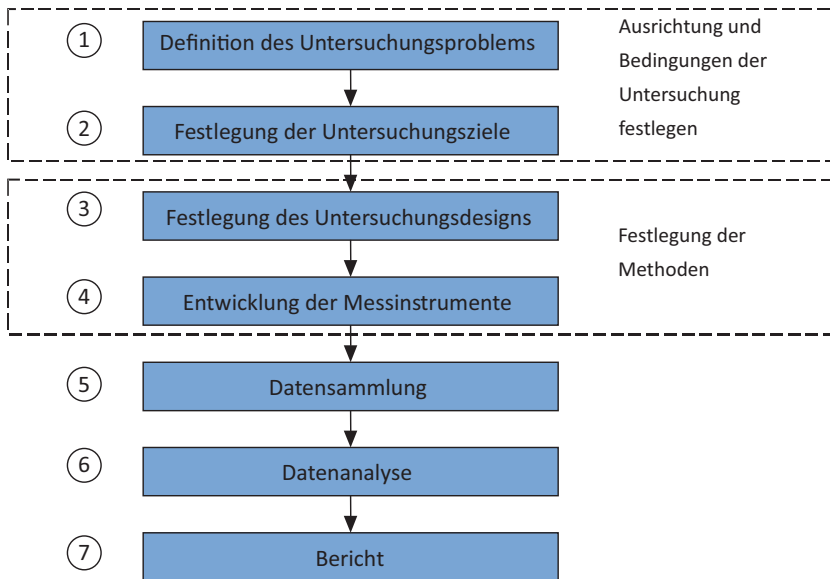 1 Definition des Untersuchungsproblems
Ausrichtung und
Bedingungen der
Untersuchung
festlegen
2 Festlegung der Untersuchungsziele
3 Festlegung des Untersuchungsdesigns
Festlegung der
Methoden
4 Entwicklung der Messinstrumente
5 Datensammlung
6 Datenanalyse
7 Bericht